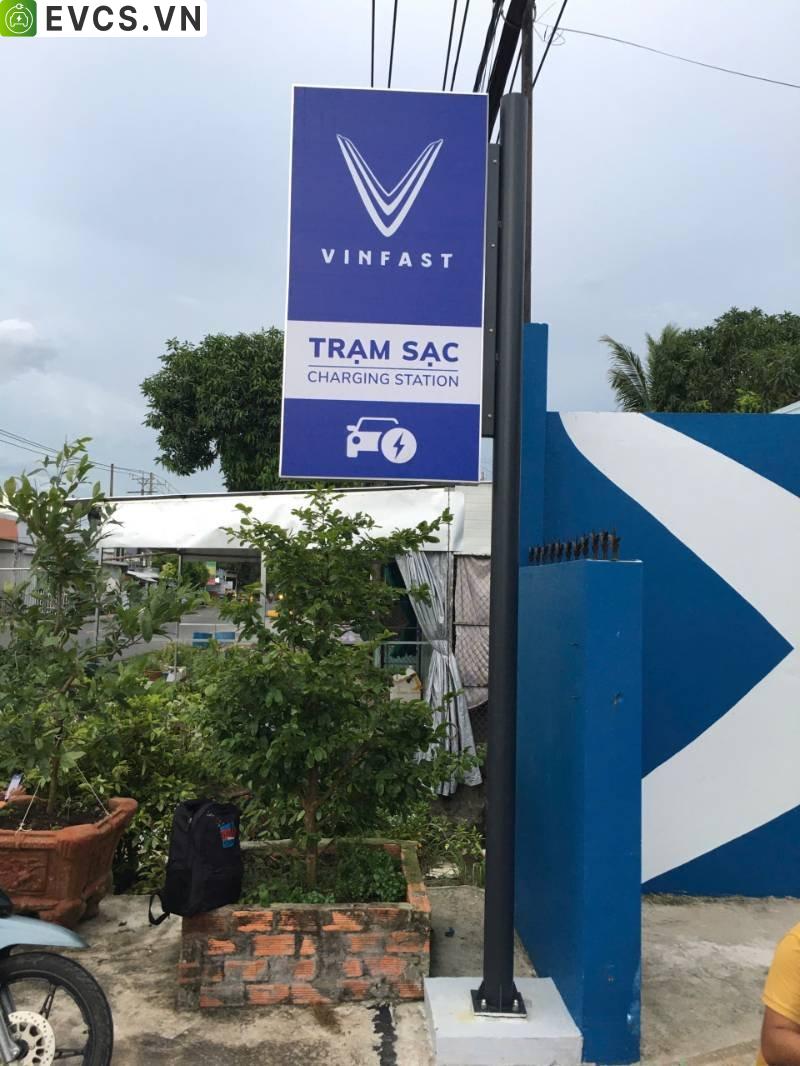 EVCS.VN
VINFAST
TRẠM SẠC
CHARGING STATION